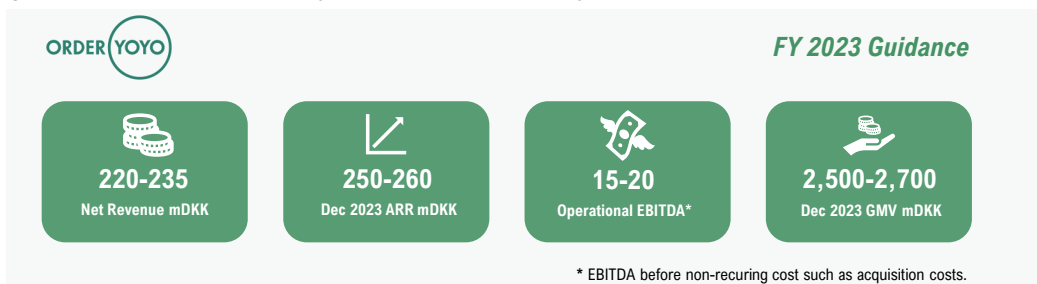 ORDER YOYO
FY 2023 Guidance
220-235
Net Revenue mDKK
250-260
Dec 2023 ARR mDKK
15-20
Operational EBITDA*
2,500-2,700
Dec 2023 GMV mDKK
* EBITDA before non-recuring cost such as acquisition costs.